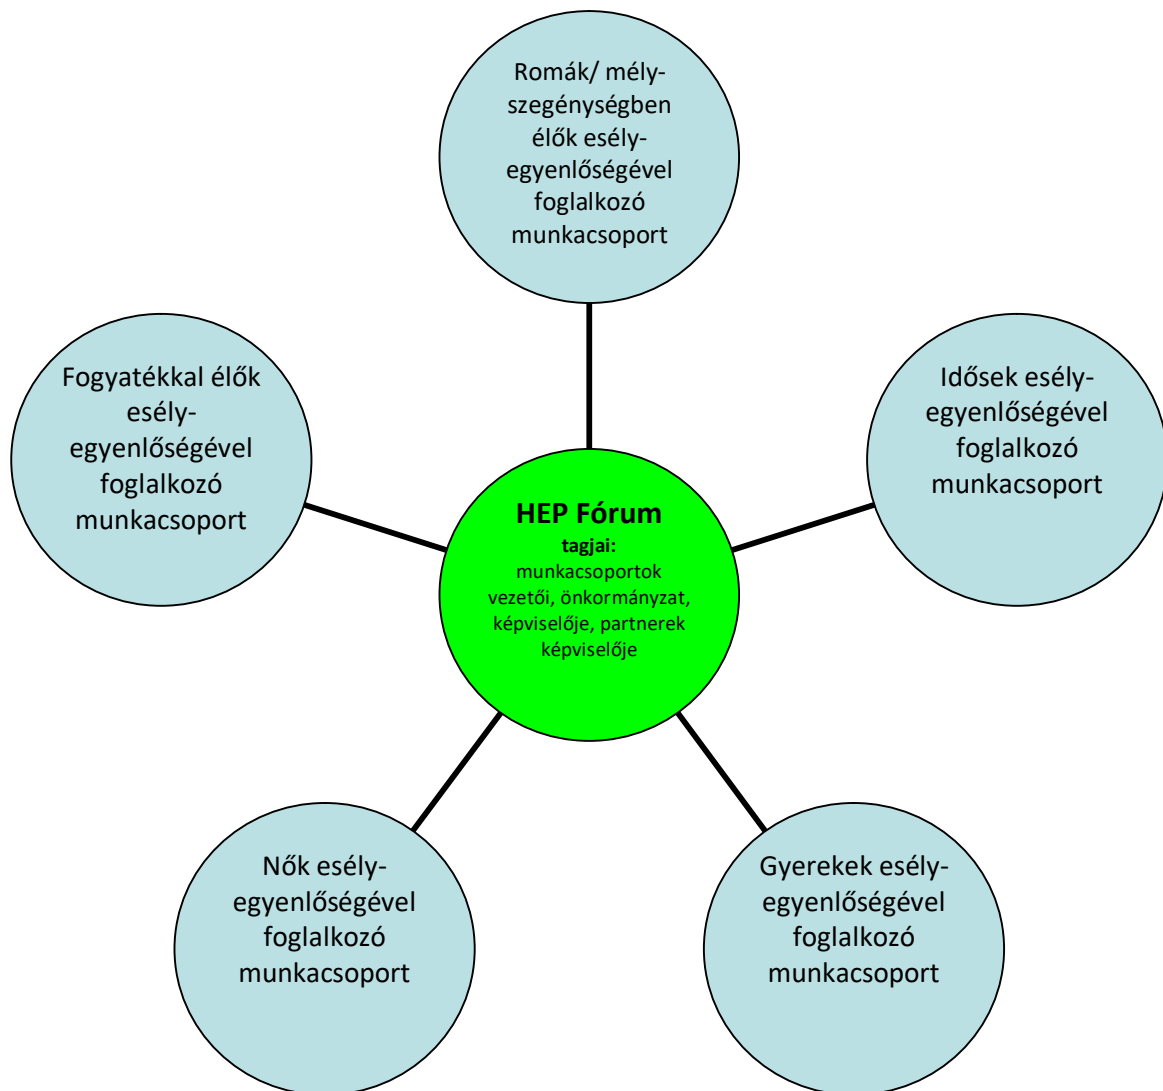 Romák/ mély-
szegénységben
élők esély-
egyenlőségével
foglalkozó
munkacsoport
Fogyatékkal élők
esély-
egyenlőségével
foglalkozó
munkacsoport
Idősek esély-
egyenlőségével
foglalkozó
munkacsoport
HEP Fórum
tagjai:
munkacsoportok
vezetői, önkormányzat,
képviselője, partnerek
képviselője
Nők esély-
egyenlőségével
foglalkozó
munkacsoport
Gyerekek esély-
egyenlőségével
foglalkozó
munkacsoport